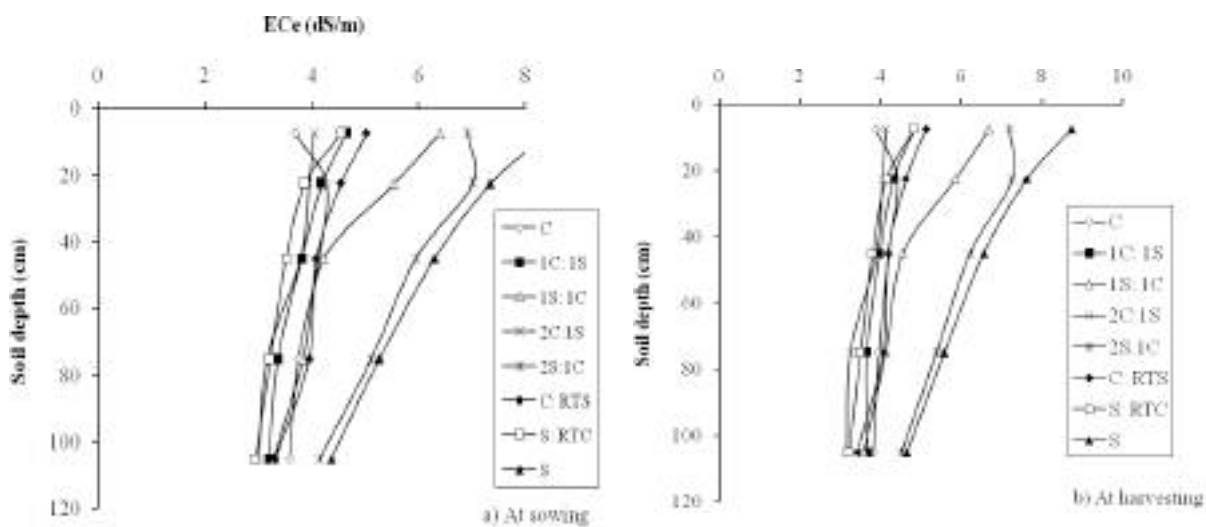 ECe (dS/m)
0 2 4 6 8
0
20
40
60
80
100
120
Soil depth (cm)
C
1C:1S
1S:1C
2C:1S
2S:1C
C:RTS
S:RTC
S
a) At sowing
0 2 4 6 8 10
0
20
40
60
80
100
120
Soil depth (cm)
C
1C:1S
1S:1C
2C:1S
2S:1C
C:RTS
S:RTC
S
b) At harvesting